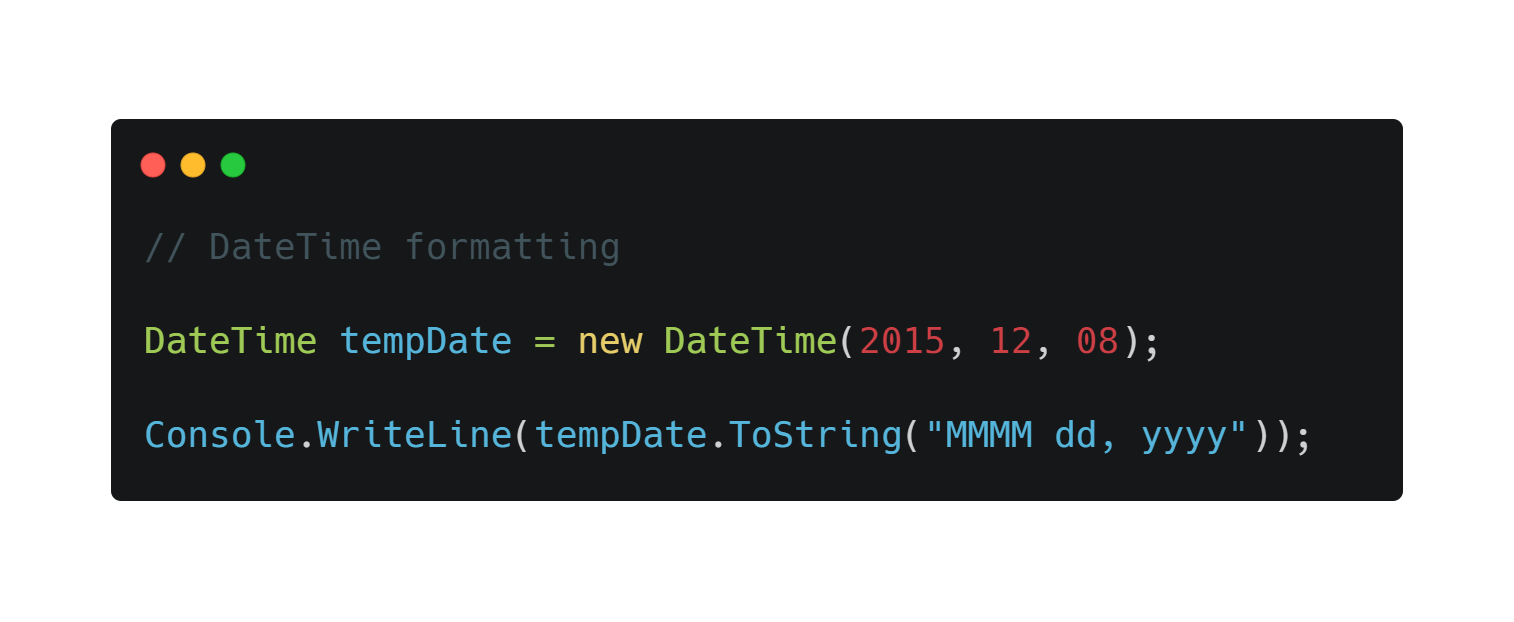 // DateTime formatting
DateTime tempDate = new DateTime(2015, 12, 08);
Console.WriteLine(tempDate.ToString("MMMM dd, yyyy"));